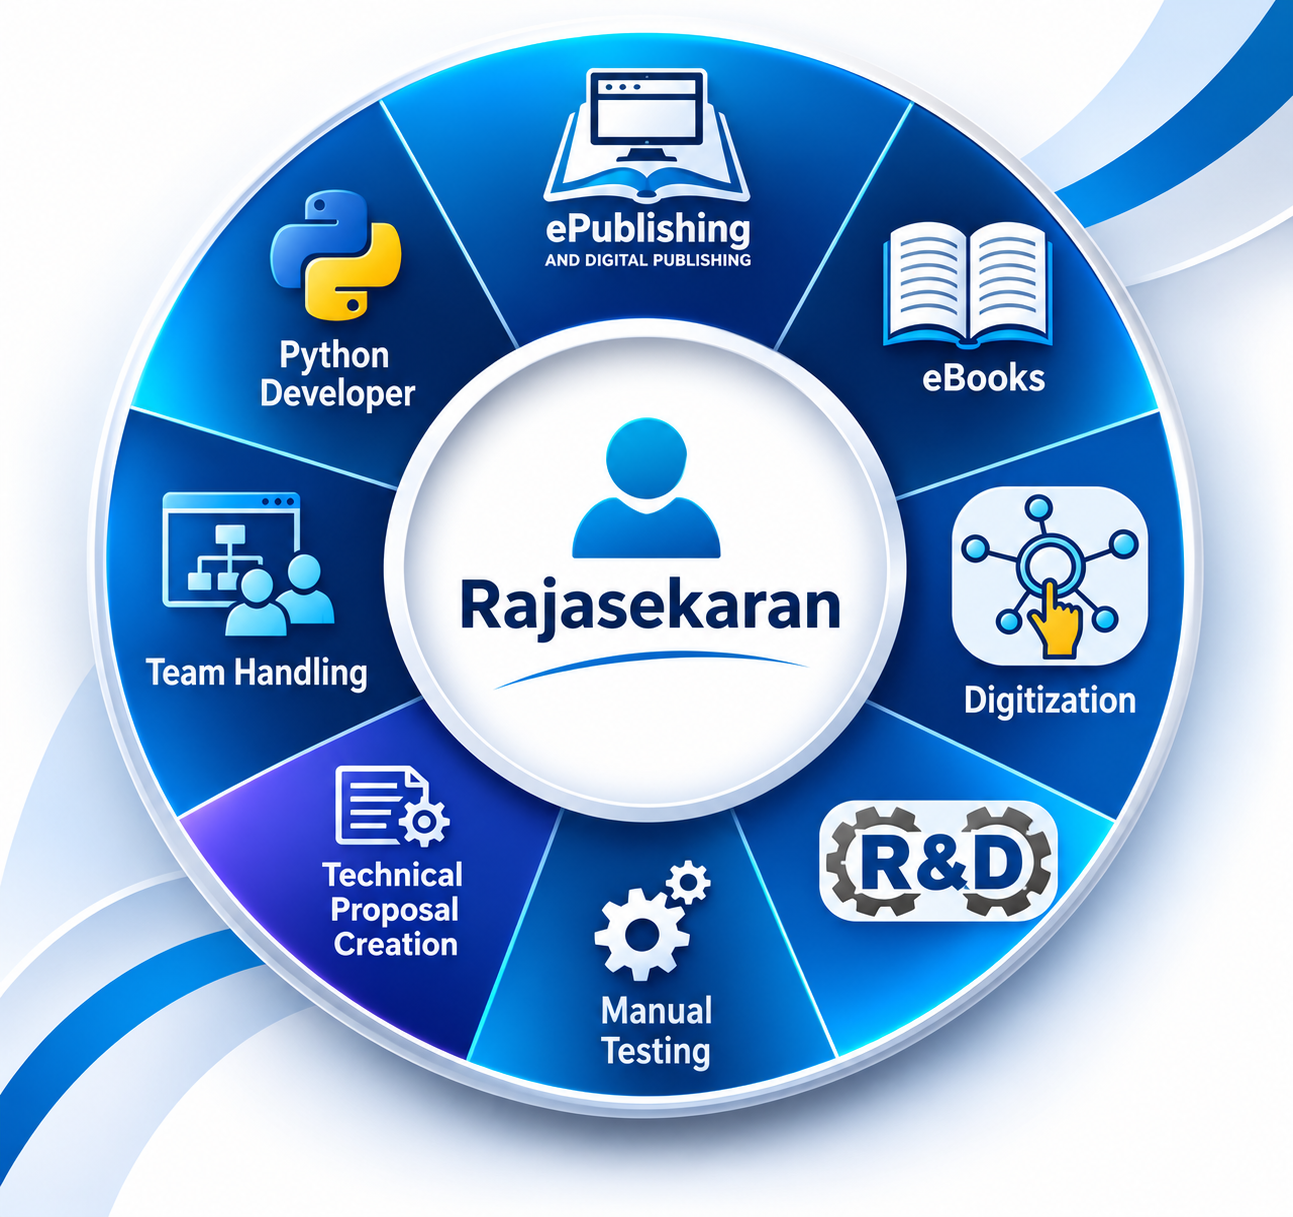 ePublishing
AND DIGITAL PUBLISHING
eBooks
Digitization
R&D
Manual
Testing
Technical
Proposal
Creation
Team Handling
Python
Developer
Rajasekaran